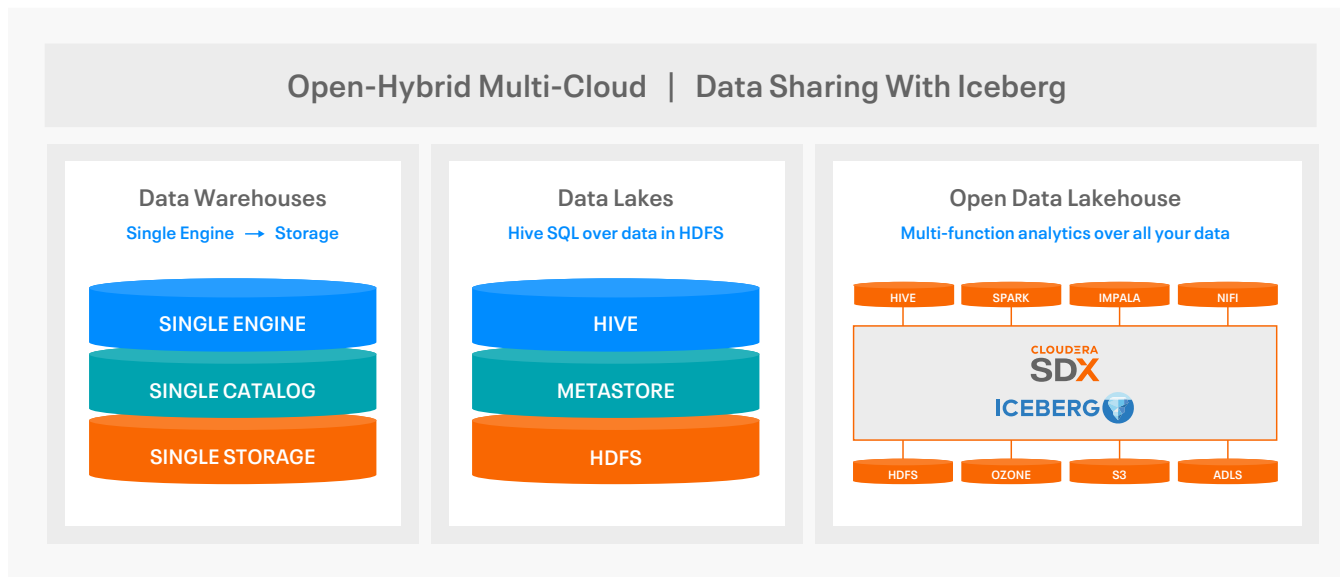 Open-Hybrid Multi-Cloud | Data Sharing With Iceberg
Data Warehouses
Single Engine → Storage
SINGLE ENGINE
SINGLE CATALOG
SINGLE STORAGE
Data Lakes
Hive SQL over data in HDFS
HIVE
METASTORE
HDFS
Open Data Lakehouse
Multi-function analytics over all your data
HIVE SPARK IMPALA NIFI
CLOUDERA
SDX
ICEBERG
HDFS OZONE S3 ADLS